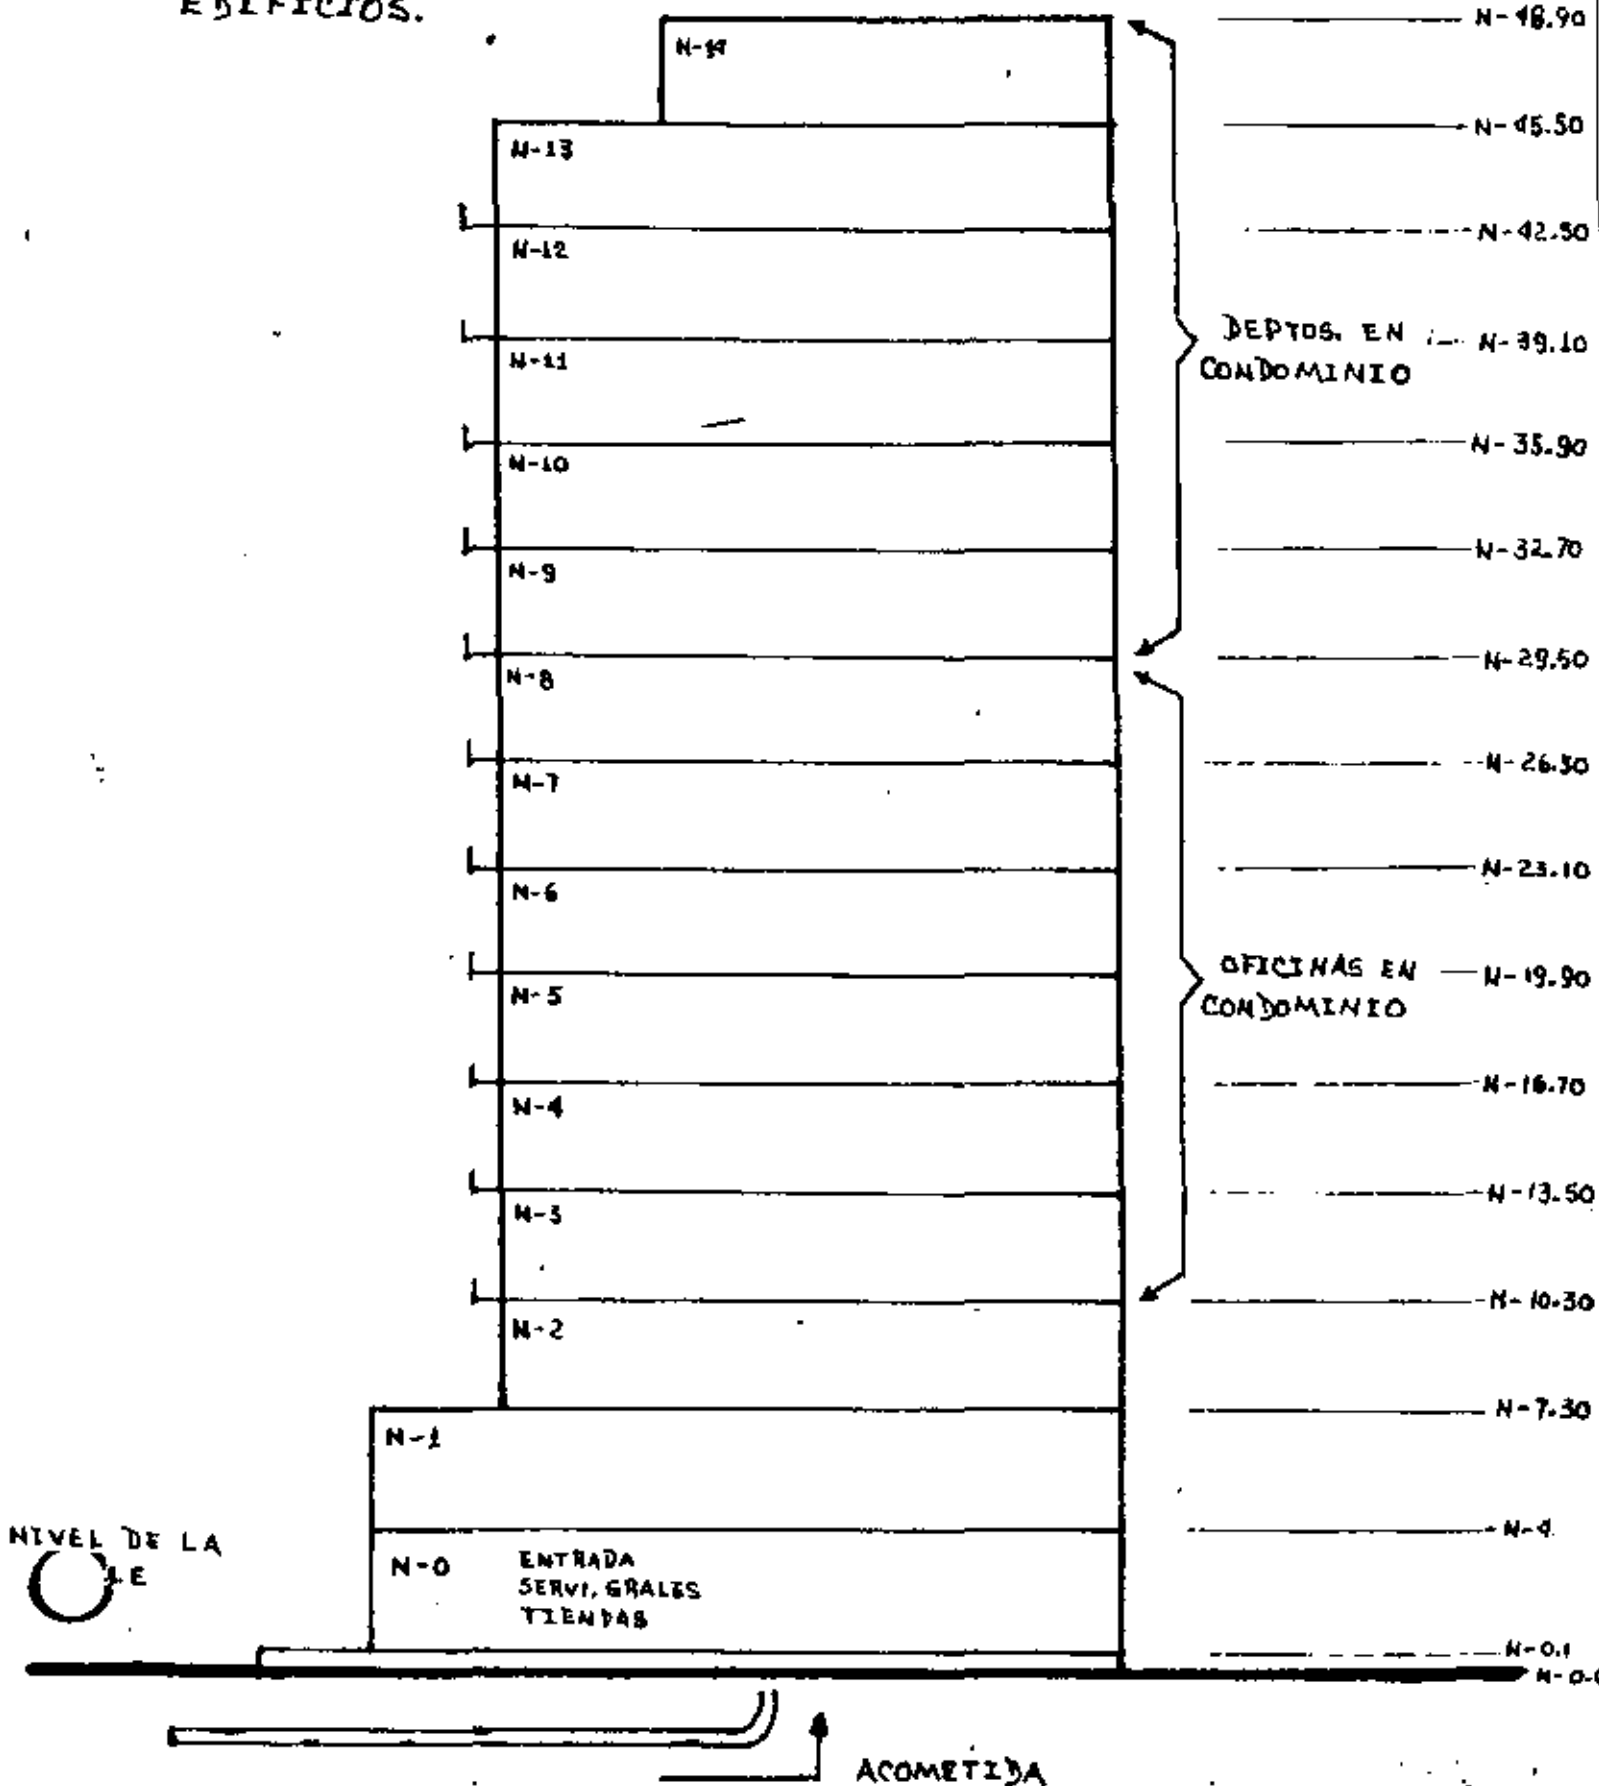 EDIFICIOS.
N-14
N-48.90
N-45.50
N-13
N-42.50
N-12
DEPTOS. EN
CONDOMINIO
N-39.10
N-11
N-35.90
N-10
N-32.70
N-9
N-29.50
N-8
N-26.30
N-7
N-23.10
N-6
OFICINAS EN
CONDOMINIO
N-19.90
N-5
N-16.70
N-4
N-13.50
N-3
N-10.30
N-2
N-7.30
N-1
N-4
NIVEL DE LA
LE
N-0
ENTRADA
SERVI. GRALES
TIENDAS
N-0.1
N-0.0
ACOMETIDA